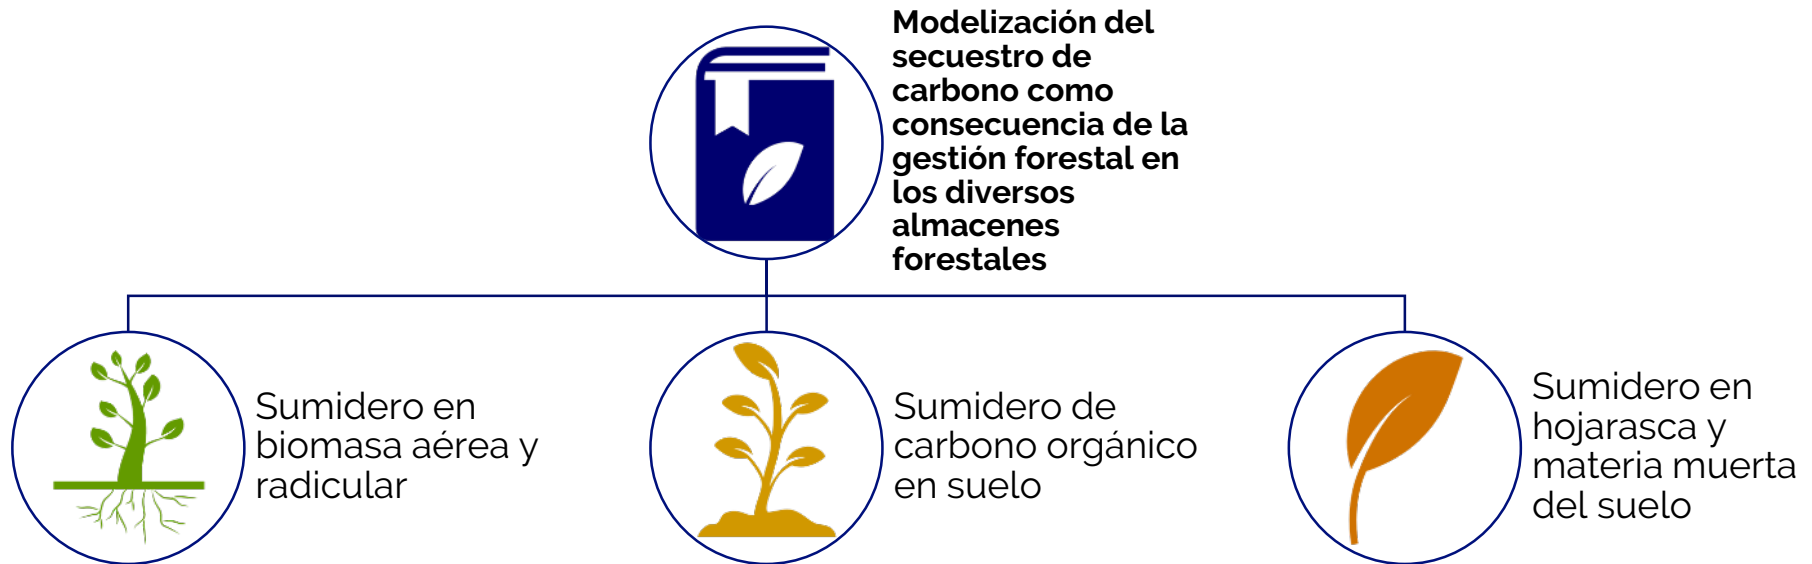 Modelización del
secuestro de
carbono como
consecuencia de la
gestión forestal en
los diversos
almacenes
forestales
Sumidero en
biomasa aérea y
radicular
Sumidero de
carbono orgánico
en suelo
Sumidero en
hojarasca y
materia muerta
del suelo